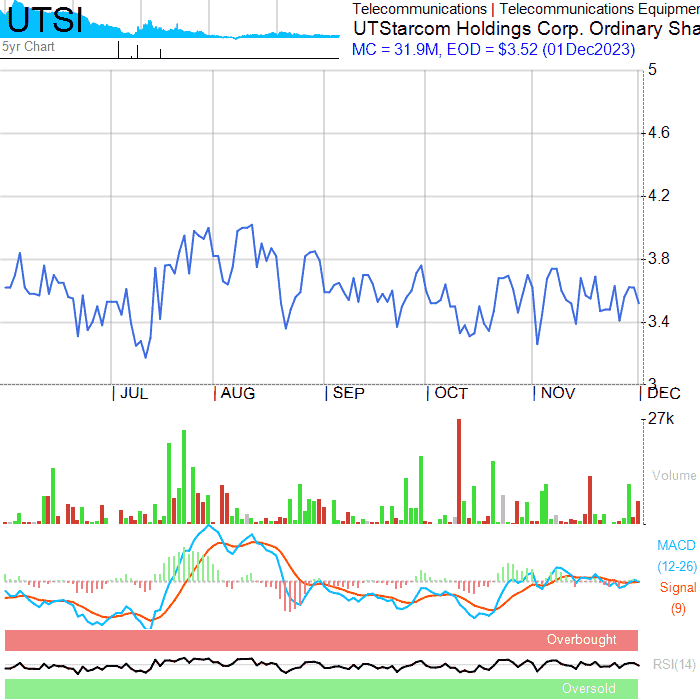 UTSI
5yr Chart
Telecommunications | Telecommunications Equipmen
UTStarcom Holdings Corp. Ordinary Sha
MC = 31.9M, EOD = $3.52 (01Dec2023)
5
4.6
4.2
3.8
3.4
3
JUL AUG SEP OCT NOV DEC
27k
Volume
MACD
(12-26)
Signal
(9)
Overbought
RSI(14)
Oversold